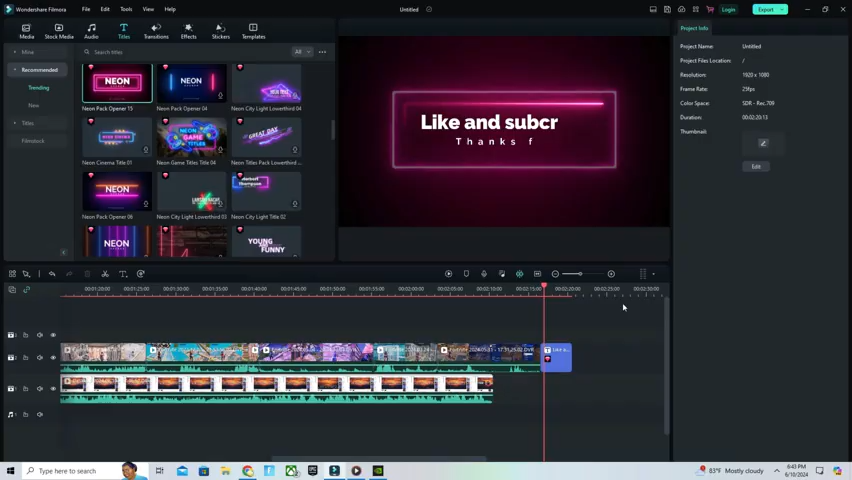 Wondershare Filmora
File Edit Tools View Help
Untitled
Login
Export
Media
Stock Media
Audio
Titles
Transitions
Effects
Stickers
Templates
Project Info
Mine
Search titles
All
Recommended
Trending
New
Titles
Filmstock
NEON
NEON
Neon Pack Opener 15
Neon Pack Opener 04
Neon City Light Lowerthird 04
NEON GAME TITLES
GREAT DAY
Neon Cinema Title 01
Neon Game Titles Title 04
Neon Titles Pack Lowerthird ...
NEON
Neon Pack Opener 06
Neon City Light Lowerthird 03
Neon City Light Title 02
NEON
YOUNG
FUNNY
Like and subcr
Thanks f
Project Name: Untitled
Project Files Location: /
Resolution: 1920 x 1080
Frame Rate: 25fps
Color Space: SDR - Rec.709
Duration: 00:02:20:13
Thumbnail:
Edit
00:01:20:00 00:01:25:00 00:01:30:00 00:01:35:00 00:01:40:00 00:01:45:00 00:01:50:00 00:01:55:00 00:02:00:00 00:02:05:00 00:02:10:00 00:02:15:00 00:02:20:00 00:02:25:00 00:02:30:00
Like s...
Type here to search
83°F Mostly cloudy
6:43 PM
6/10/2024